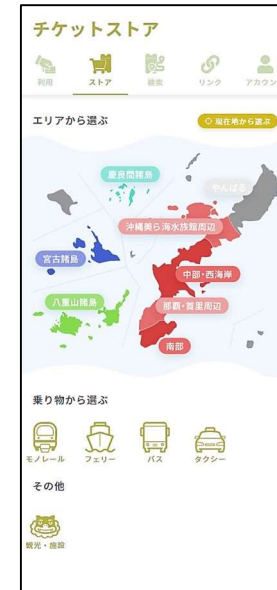 チケットストア
利用 ストア 検索 リンク アカウン
エリアから選ぶ
現在地から選ぶ
慶良間諸島
やんばる
沖縄美ら海水族館周辺
宮古諸島
中部・西海岸
八重山諸島
那覇・首里周辺
南部
乗り物から選ぶ
モノレール フェリー バス タクシー
その他
観光・施設